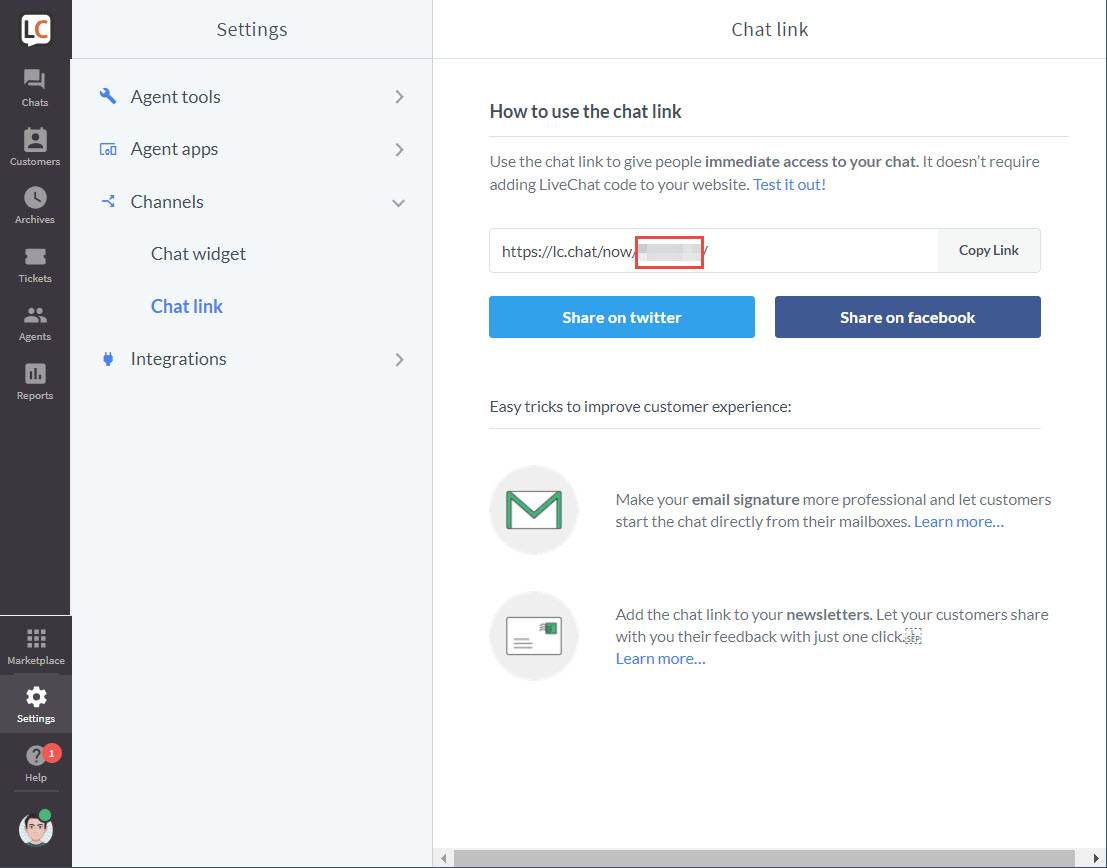 LC
Chats
Customers
Archives
Tickets
Agents
Reports
Marketplace
Settings
1
Help
Settings
Agent tools
Agent apps
Channels
Chat widget
Chat link
Integrations
Chat link
How to use the chat link
Use the chat link to give people immediate access to your chat. It doesn’t require
adding LiveChat code to your website. Test it out!
https://lc.chat/now/ /
Copy Link
Share on twitter
Share on facebook
Easy tricks to improve customer experience:
Make your email signature more professional and let customers
start the chat directly from their mailboxes. Learn more...
Add the chat link to your newsletters. Let your customers share
with you their feedback with just one click.
Learn more...